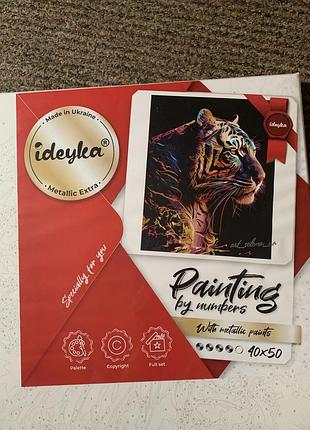 Made in Ukraine
ideyka®
Metallic Extra
ideyka
Specially for you
Painting
by numbers
With metallic paints
40x50
Palette
Copyright
Full set